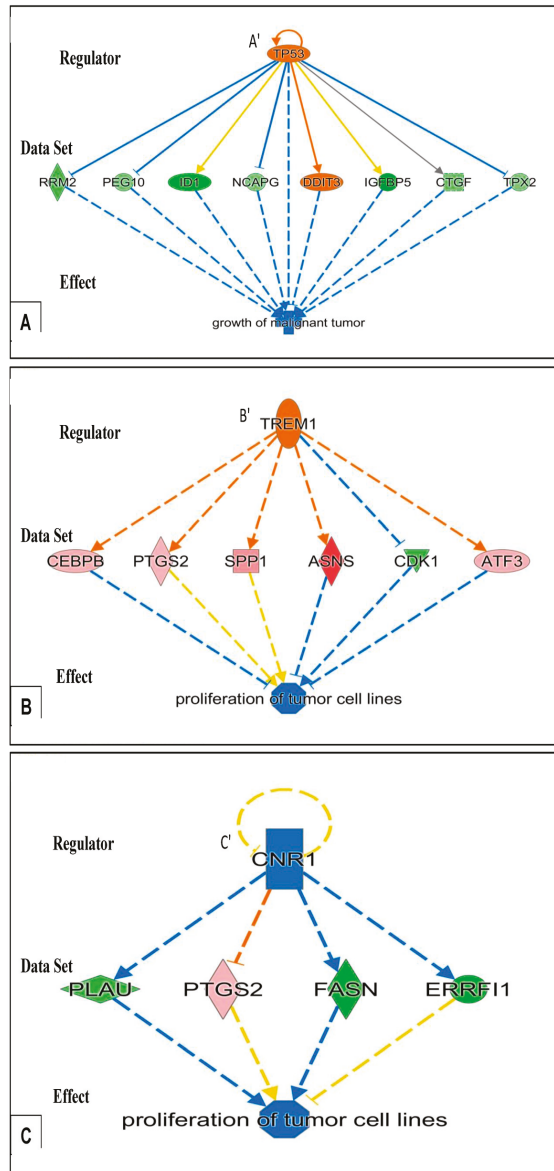 A'
Regulator
TP53
Data Set
RRM2 PEG10 ID1 NCAPG DDIT3 IGFBP5 CTGF TPX2
Effect
growth of malignant tumor
A
B'
Regulator
TREM1
Data Set
CEBPB PTGS2 SPP1 ASNS CDK1 ATF3
Effect
proliferation of tumor cell lines
B
Regulator
C'
CNR1
Data Set
PLAU PTGS2 FASN ERRFI1
Effect
proliferation of tumor cell lines
C